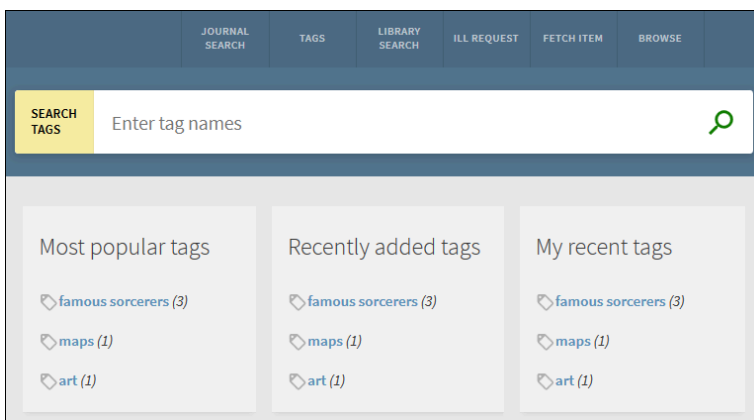 JOURNAL SEARCH
TAGS
LIBRARY SEARCH
ILL REQUEST
FETCH ITEM
BROWSE
SEARCH TAGS
Enter tag names
Most popular tags
famous sorcerers (3)
maps (1)
art (1)
Recently added tags
famous sorcerers (3)
maps (1)
art (1)
My recent tags
famous sorcerers (3)
maps (1)
art (1)